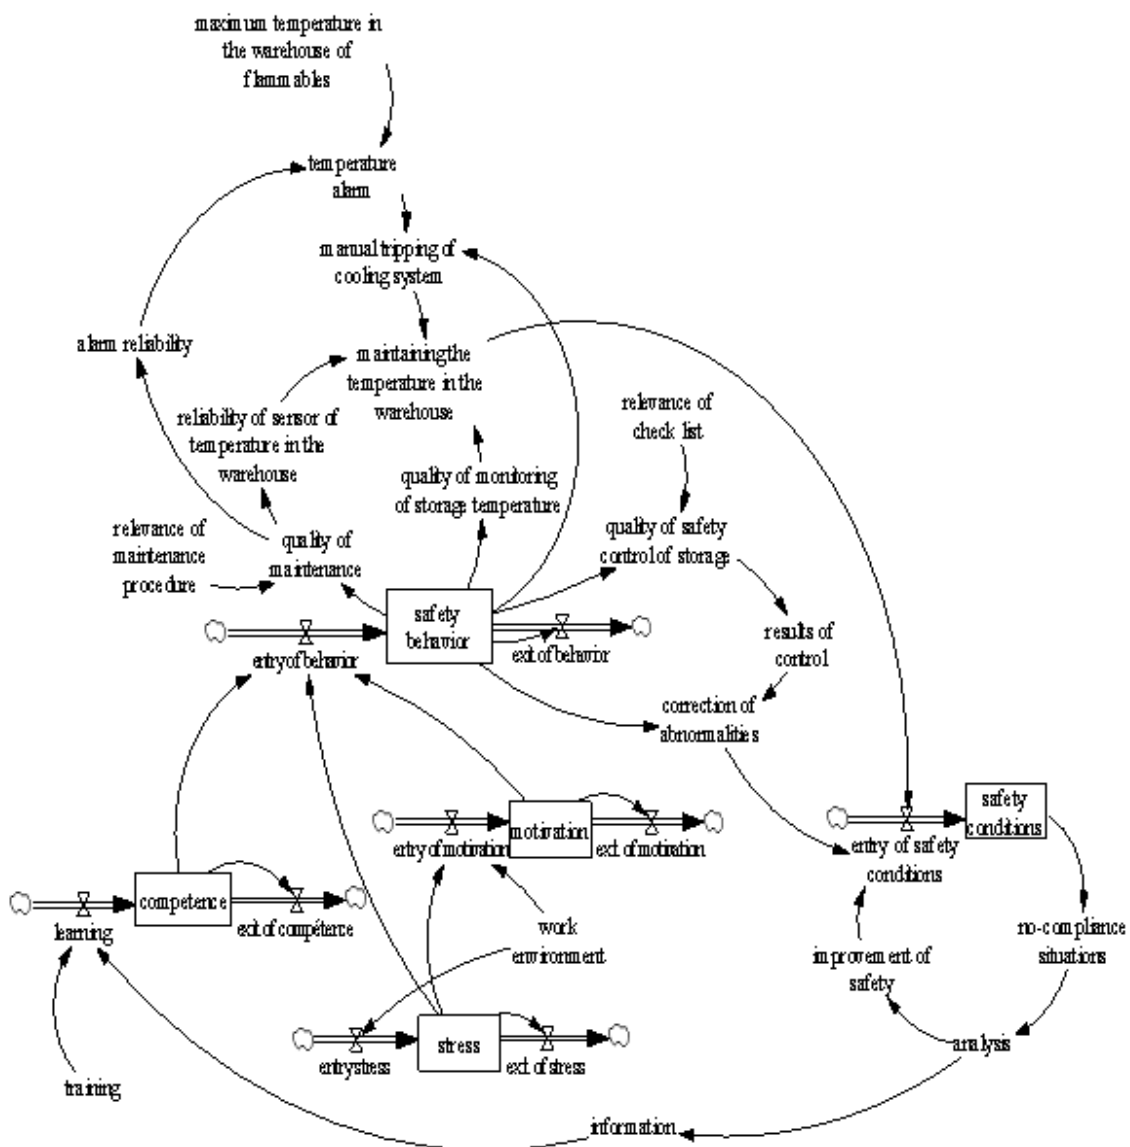 maximum temperature in
the warehouse of
flammables
temperature
alarm
manual tripping of
cooling system
alarm reliability
maintaining the
temperature in the
warehouse
reliability of sensor of
temperature in the
warehouse
relevance of
check list
quality of monitoring
of storage temperature
relevance of
maintenance
procedure
quality of
maintenance
quality of safety
control of storage
safety
behavior
entry of behavior
exit of behavior
results of
control
correction of
abnormalities
safety
conditions
entry of safety
conditions
motivation
entry of motivation
exit of motivation
competence
learning
exit of compétence
work
environment
no-compliance
situations
improvement of
safety
stress
entry stress
exit of stress
analysis
training
information